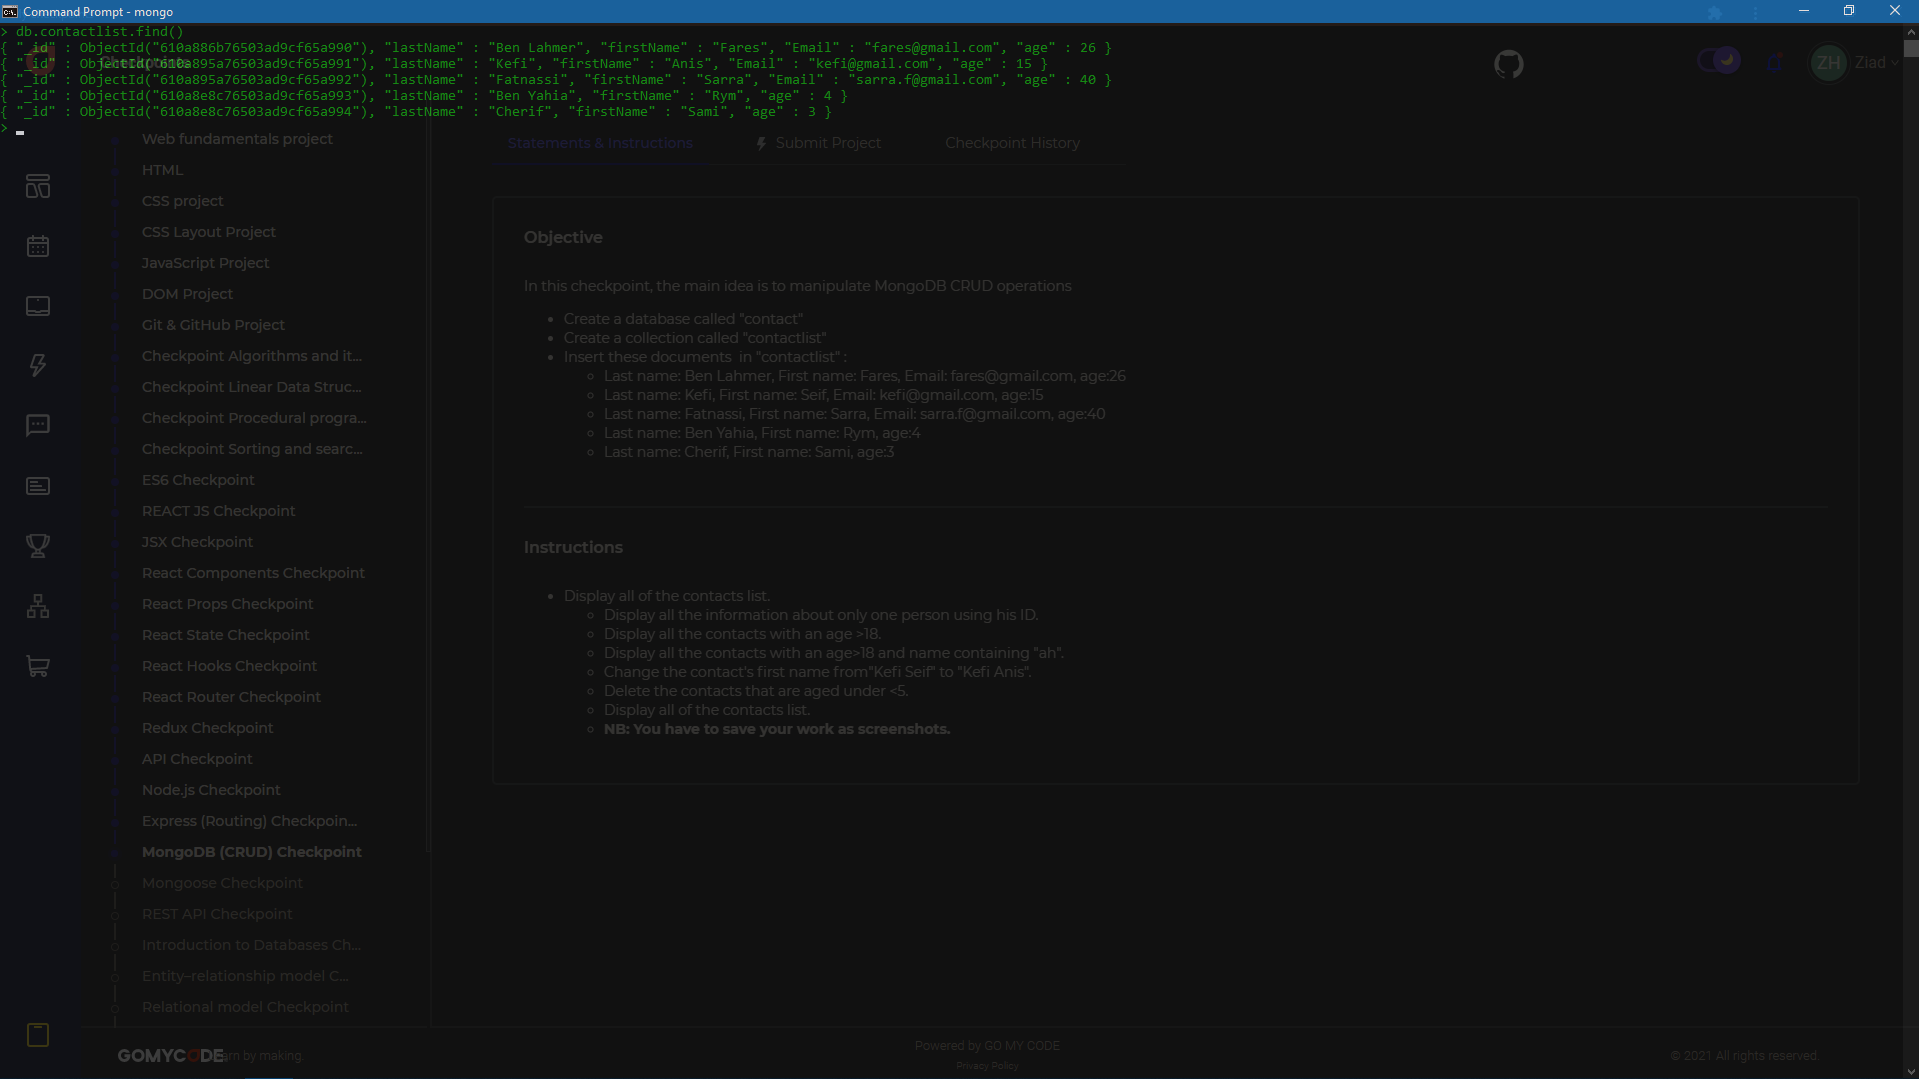 Command Prompt - mongo
> db.contactlist.find()
{ "_id" : ObjectId("610a886b76503ad9cf65a990"), "lastName" : "Ben Lahmer", "firstName" : "Fares", "Email" : "fares@gmail.com", "age" : 26 }
{ "_id" : ObjectId("610a895a76503ad9cf65a991"), "lastName" : "Kefi", "firstName" : "Anis", "Email" : "kefi@gmail.com", "age" : 15 }
{ "_id" : ObjectId("610a895a76503ad9cf65a992"), "lastName" : "Fatnassi", "firstName" : "Sarra", "Email" : "sarra.f@gmail.com", "age" : 40 }
{ "_id" : ObjectId("610a8e8c76503ad9cf65a993"), "lastName" : "Ben Yahia", "firstName" : "Rym", "age" : 4 }
{ "_id" : ObjectId("610a8e8c76503ad9cf65a994"), "lastName" : "Cherif", "firstName" : "Sami", "age" : 3 }
>
Checkpoints
ZH Ziad
Web fundamentals project
HTML
CSS project
CSS Layout Project
JavaScript Project
DOM Project
Git & GitHub Project
Checkpoint Algorithms and it...
Checkpoint Linear Data Struc...
Checkpoint Procedural progra...
Checkpoint Sorting and searc...
ES6 Checkpoint
REACT JS Checkpoint
JSX Checkpoint
React Components Checkpoint
React Props Checkpoint
React State Checkpoint
React Hooks Checkpoint
React Router Checkpoint
Redux Checkpoint
API Checkpoint
Node.js Checkpoint
Express (Routing) Checkpoin...
MongoDB (CRUD) Checkpoint
Mongoose Checkpoint
REST API Checkpoint
Introduction to Databases Ch...
Entity–relationship model C...
Relational model Checkpoint
Statements & Instructions
Submit Project
Checkpoint History
Objective
In this checkpoint, the main idea is to manipulate MongoDB CRUD operations
Create a database called "contact"
Create a collection called "contactlist"
Insert these documents in "contactlist" :
Last name: Ben Lahmer, First name: Fares, Email: fares@gmail.com, age:26
Last name: Kefi, First name: Seif, Email: kefi@gmail.com, age:15
Last name: Fatnassi, First name: Sarra, Email: sarra.f@gmail.com, age:40
Last name: Ben Yahia, First name: Rym, age:4
Last name: Cherif, First name: Sami, age:3
Instructions
Display all of the contacts list.
Display all the information about only one person using his ID.
Display all the contacts with an age >18.
Display all the contacts with an age>18 and name containing "ah".
Change the contact's first name from"Kefi Seif" to "Kefi Anis".
Delete the contacts that are aged under <5.
Display all of the contacts list.
NB: You have to save your work as screenshots.
GOMYCODE
by making.
Powered by GO MY CODE
Privacy Policy
© 2021 All rights reserved.